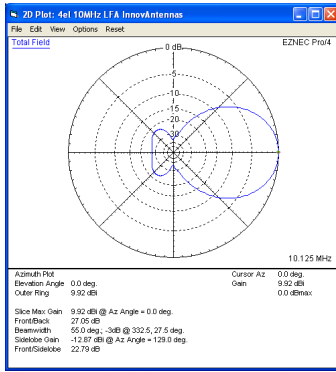 2D Plot: 4el 10MHz LFA InnovAntennas
File Edit View Options Reset
Total Field
0 dB
EZNEC Pro/4
-5
-10
-15
-20
-30
10.125 MHz
Azimuth Plot
Elevation Angle 0.0 deg.
Outer Ring 9.92 dBi
Cursor Az 0.0 deg.
Gain 9.92 dBi
0.0 dBmax
Slice Max Gain 9.92 dBi @ Az Angle = 0.0 deg.
Front/Back 27.05 dB
Beamwidth 55.0 deg.; -3dB @ 332.5, 27.5 deg.
Sidelobe Gain -12.87 dBi @ Az Angle = 129.0 deg.
Front/Sidelobe 22.79 dB